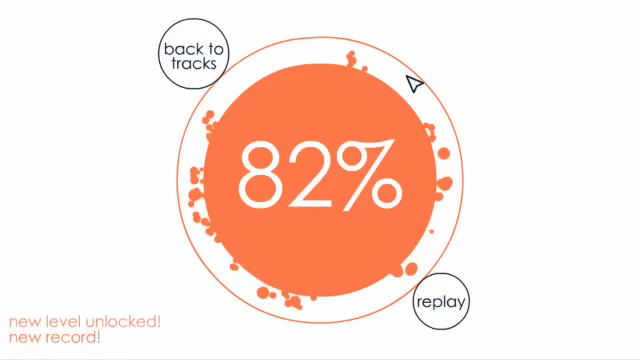 back to
tracks
82%
replay
new level unlocked!
new record!